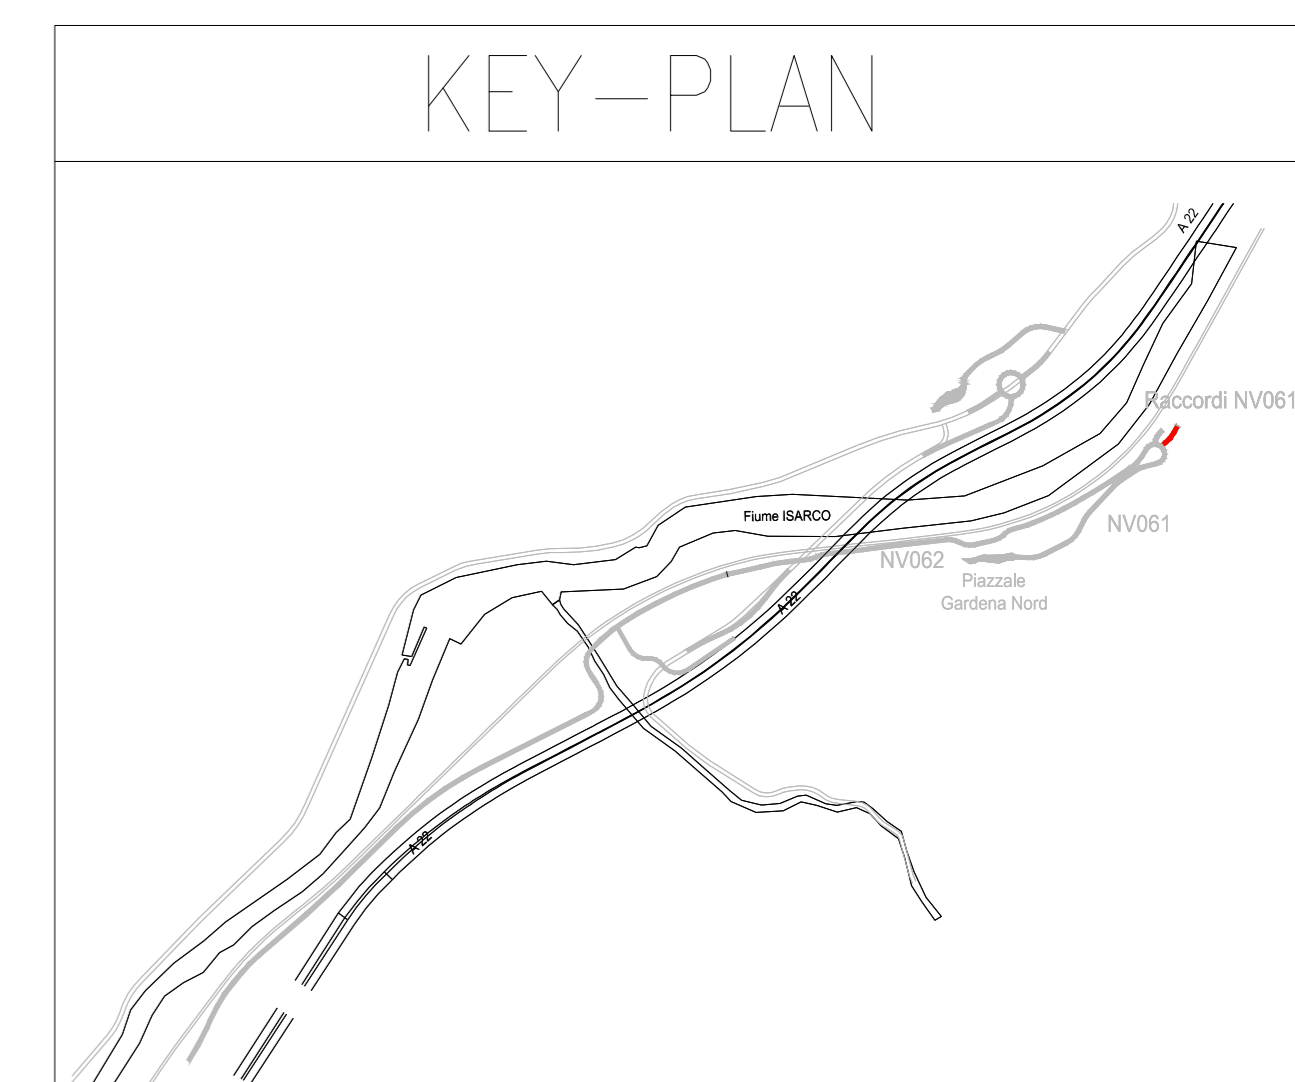 KEY-PLAN
A 22
Raccordi NV061
Fiume ISARCO
NV061
NV062
Piazzale
Gardena Nord
A 22
A 22